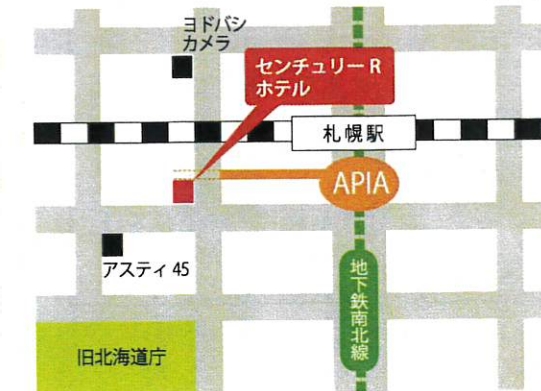 ヨドバシ
カメラ
センチュリー R
ホテル
札幌駅
APIA
アスティ 45
地下鉄南北線
旧北海道庁